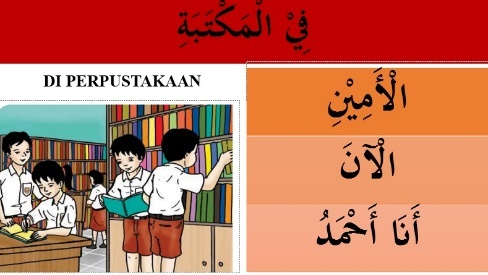 فِيْ الْمَكْتَبَةِ
DI PERPUSTAKAAN
الْأَمِيْنِ
الْآنَ
أَنَا أَحْمَدُ